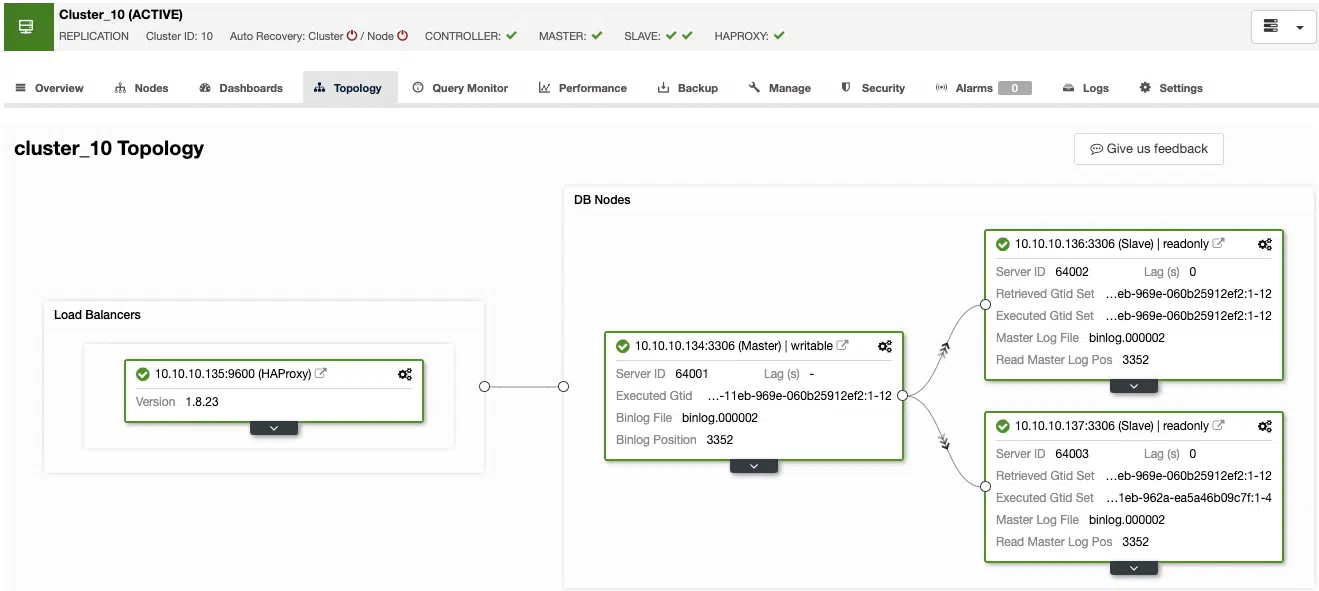 Cluster_10 (ACTIVE)
REPLICATION Cluster ID: 10 Auto Recovery: Cluster / Node CONTROLLER: MASTER: SLAVE: HAPROXY:
Overview Nodes Dashboards Topology Query Monitor Performance Backup Manage Security Alarms 0 Logs Settings
cluster_10 Topology
Give us feedback
Load Balancers
10.10.10.135:9600 (HAProxy)
Version 1.8.23
DB Nodes
10.10.10.134:3306 (Master) | writable
Server ID 64001 Lag (s) -
Executed Gtid ...-11eb-969e-060b25912ef2:1-12
Binlog File binlog.000002
Binlog Position 3352
10.10.10.136:3306 (Slave) | readonly
Server ID 64002 Lag (s) 0
Retrieved Gtid Set ...eb-969e-060b25912ef2:1-12
Executed Gtid Set ...eb-969e-060b25912ef2:1-12
Master Log File binlog.000002
Read Master Log Pos 3352
10.10.10.137:3306 (Slave) | readonly
Server ID 64003 Lag (s) 0
Retrieved Gtid Set ...eb-969e-060b25912ef2:1-12
Executed Gtid Set ...1eb-962a-ea5a46b09c7f:1-4
Master Log File binlog.000002
Read Master Log Pos 3352